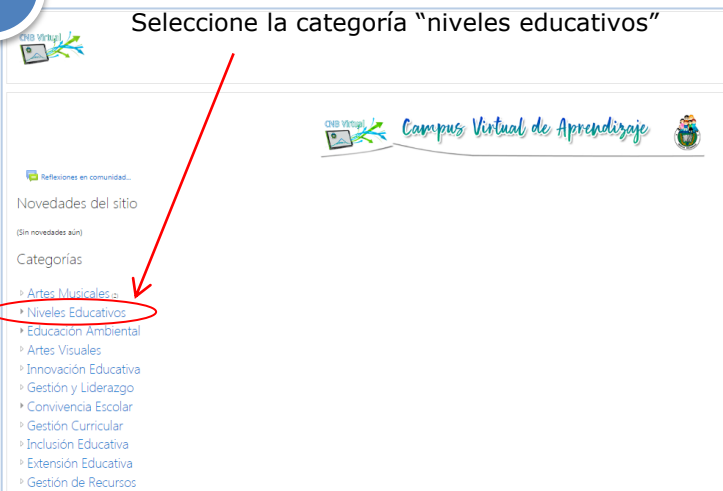 Seleccione la categoría “niveles educativos”
CNB Virtual
CNB Virtual
Campus Virtual de Aprendizaje
Reflexiones en comunidad...
Novedades del sitio
(Sin novedades aún)
Categorías
Artes Musicales
Niveles Educativos
Educación Ambiental
Artes Visuales
Innovación Educativa
Gestión y Liderazgo
Convivencia Escolar
Gestión Curricular
Inclusión Educativa
Extensión Educativa
Gestión de Recursos